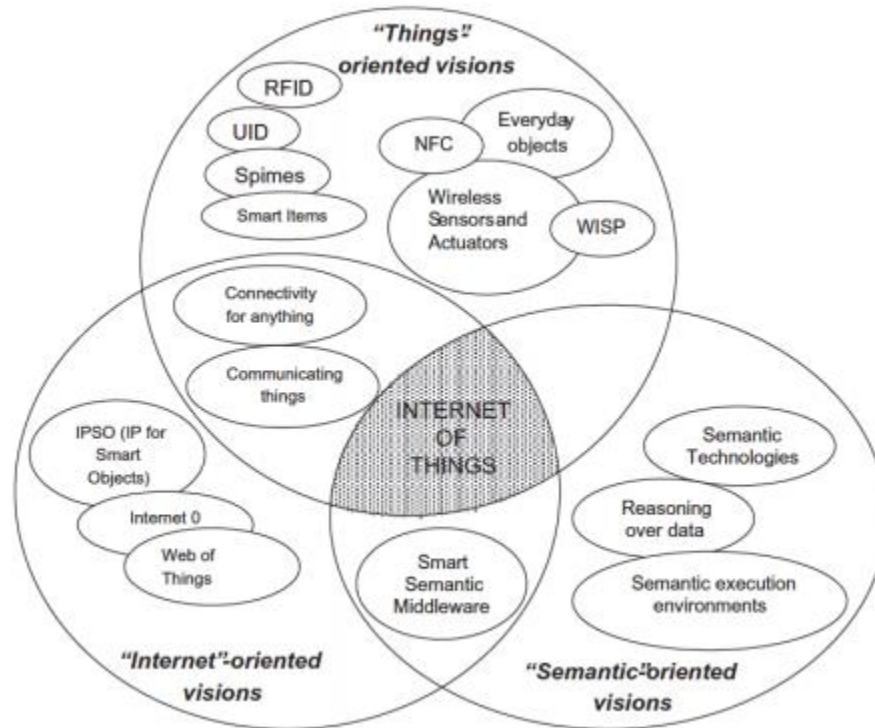 “Things”-
oriented visions
RFID
UID
Spimes
Smart Items
NFC
Everyday
objects
Wireless
Sensors and
Actuators
WISP
Connectivity
for anything
Communicating
things
INTERNET
OF
THINGS
IPSO (IP for
Smart
Objects)
Internet 0
Web of
Things
Semantic
Technologies
Reasoning
over data
Semantic execution
environments
Smart
Semantic
Middleware
“Internet”-oriented
visions
“Semantic”-oriented
visions